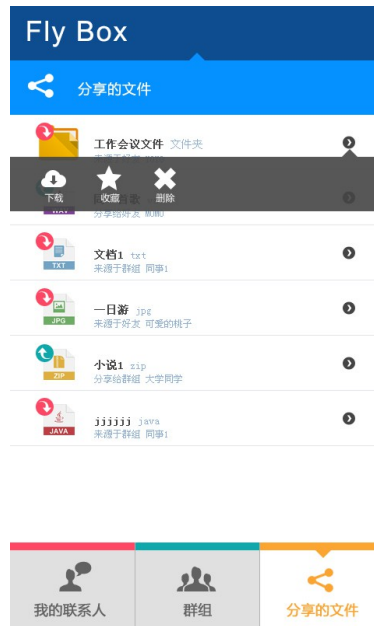 Fly Box
分享的文件
工作会议文件 文件夹
下载
收藏
删除
WAV
分享给好友 MOMO
文档1 txt
TXT
来源于群组 同事1
一日游 jpg
JPG
来源于好友 可爱的桃子
小说1 zip
ZIP
分享给群组 大学同学
jjjjjj java
JAVA
来源于群组 同事1
我的联系人
群组
分享的文件